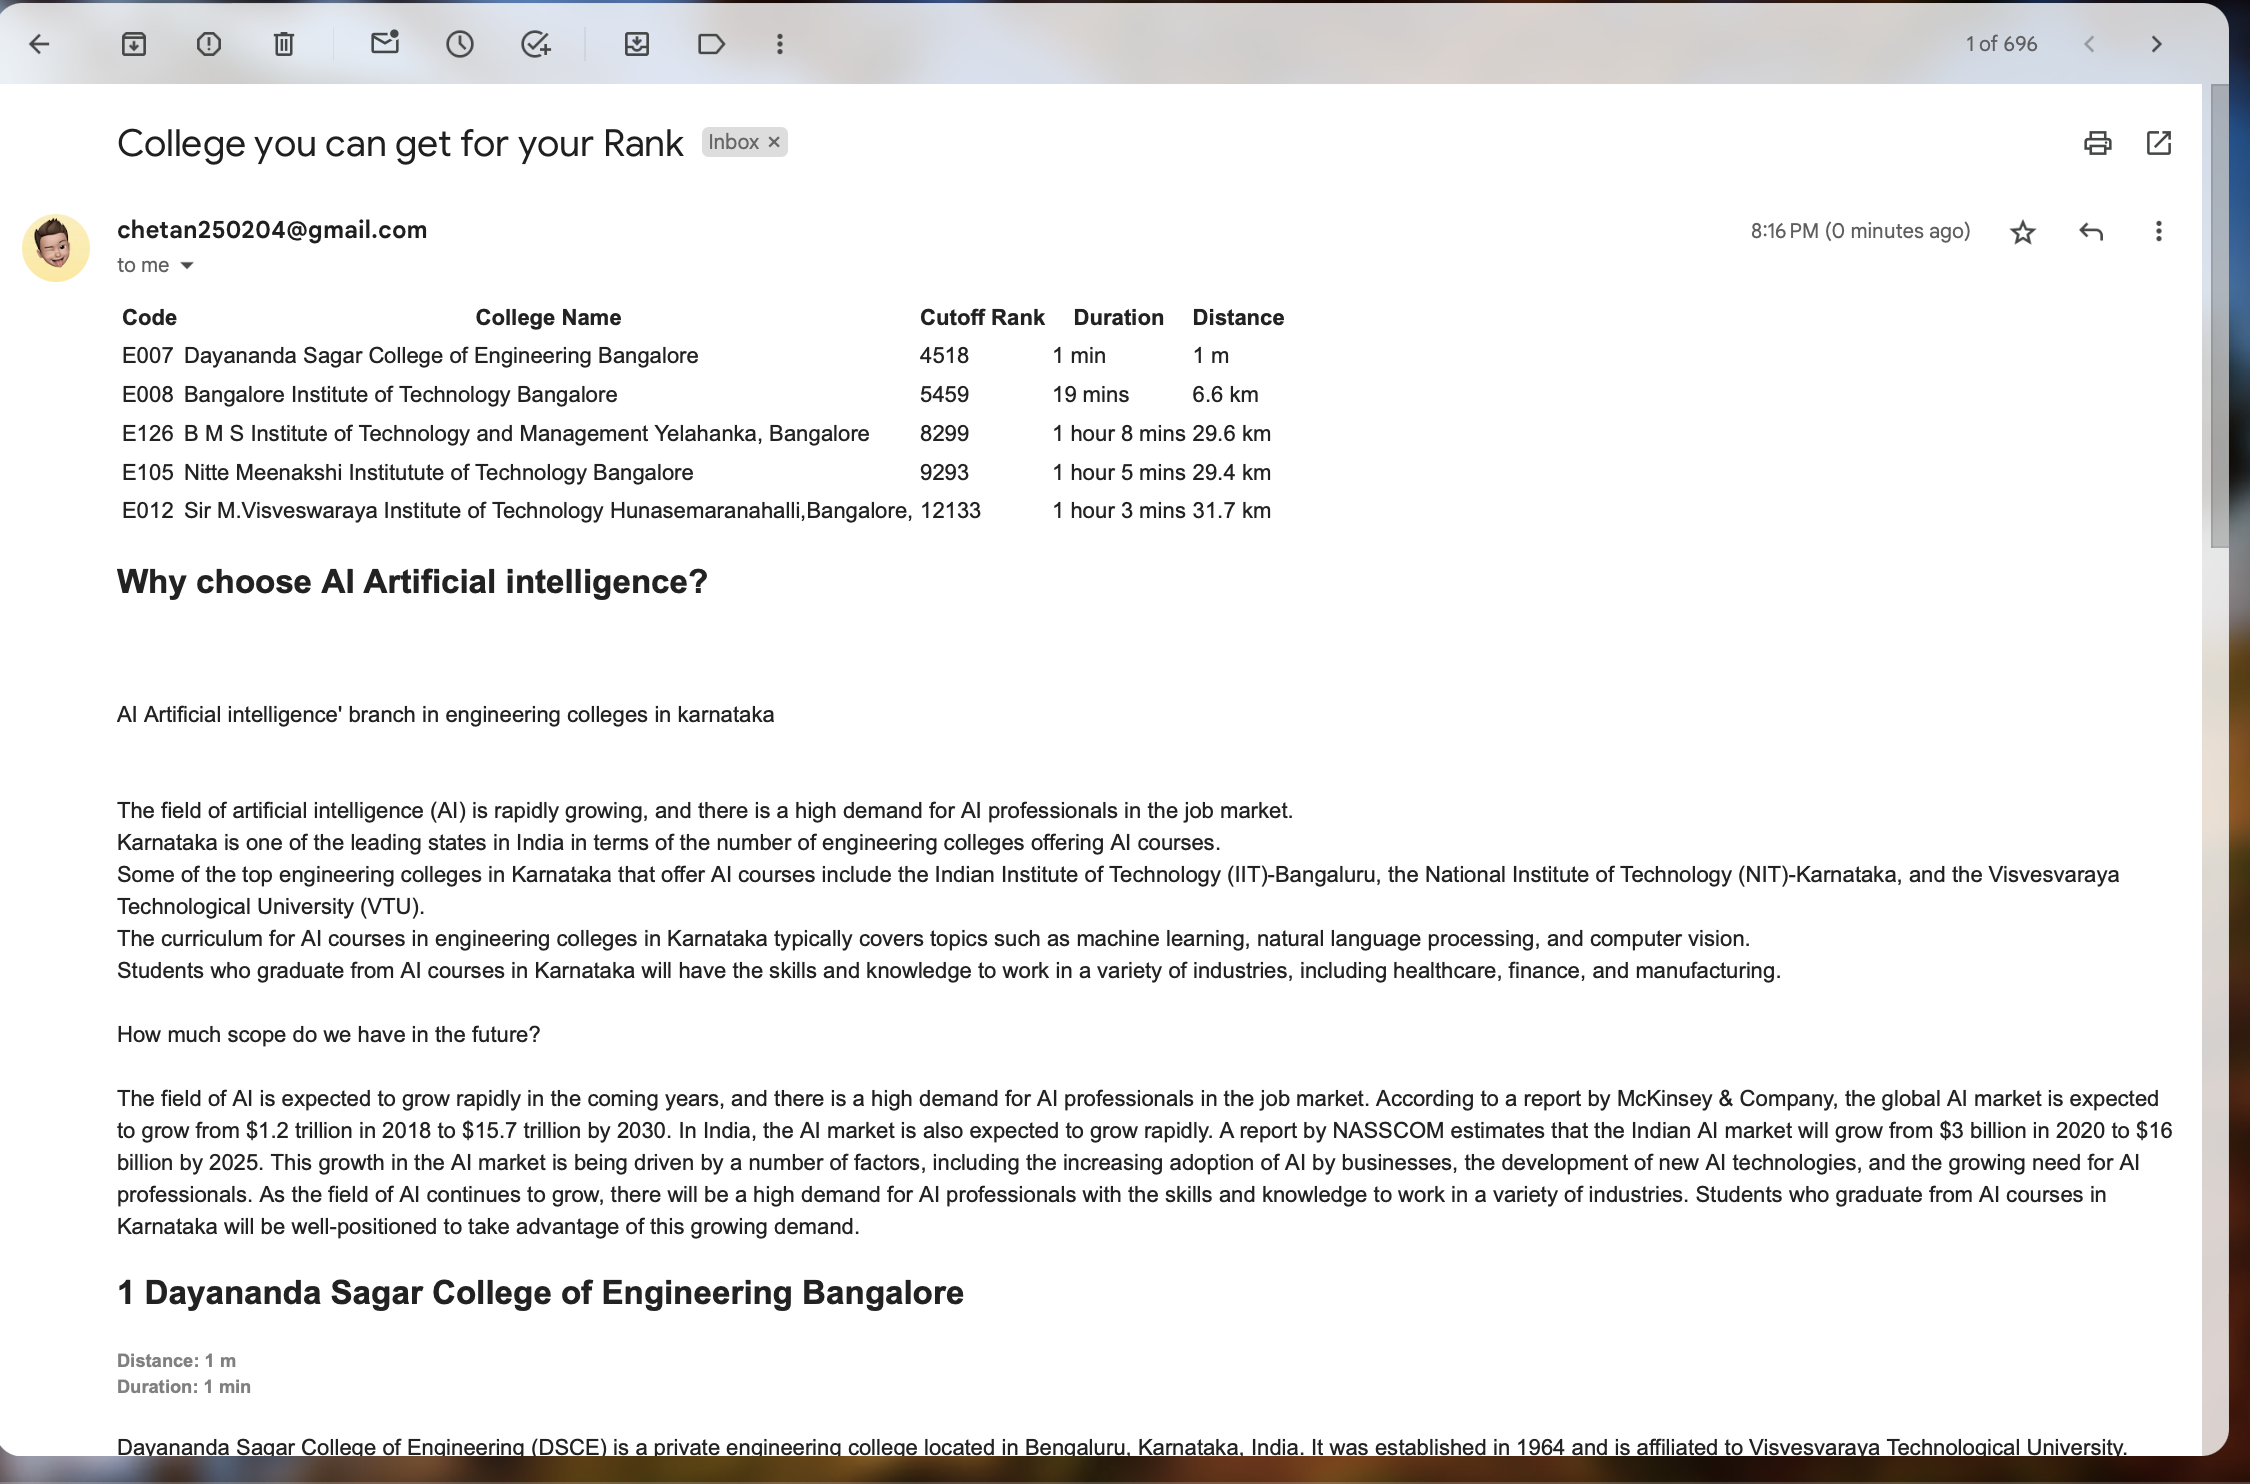 1 of 696
College you can get for your Rank Inbox ×
chetan250204@gmail.com 8:16 PM (0 minutes ago)
to me
Code College Name Cutoff Rank Duration Distance
E007 Dayananda Sagar College of Engineering Bangalore 4518 1 min 1 m
E008 Bangalore Institute of Technology Bangalore 5459 19 mins 6.6 km
E126 B M S Institute of Technology and Management Yelahanka, Bangalore 8299 1 hour 8 mins 29.6 km
E105 Nitte Meenakshi Institutute of Technology Bangalore 9293 1 hour 5 mins 29.4 km
E012 Sir M.Visveswaraya Institute of Technology Hunasemaranahalli,Bangalore, 12133 1 hour 3 mins 31.7 km
Why choose AI Artificial intelligence?
AI Artificial intelligence' branch in engineering colleges in karnataka
The field of artificial intelligence (AI) is rapidly growing, and there is a high demand for AI professionals in the job market.
Karnataka is one of the leading states in India in terms of the number of engineering colleges offering AI courses.
Some of the top engineering colleges in Karnataka that offer AI courses include the Indian Institute of Technology (IIT)-Bangaluru, the National Institute of Technology (NIT)-Karnataka, and the Visvesvaraya
Technological University (VTU).
The curriculum for AI courses in engineering colleges in Karnataka typically covers topics such as machine learning, natural language processing, and computer vision.
Students who graduate from AI courses in Karnataka will have the skills and knowledge to work in a variety of industries, including healthcare, finance, and manufacturing.
How much scope do we have in the future?
The field of AI is expected to grow rapidly in the coming years, and there is a high demand for AI professionals in the job market. According to a report by McKinsey & Company, the global AI market is expected
to grow from $1.2 trillion in 2018 to $15.7 trillion by 2030. In India, the AI market is also expected to grow rapidly. A report by NASSCOM estimates that the Indian AI market will grow from $3 billion in 2020 to $16
billion by 2025. This growth in the AI market is being driven by a number of factors, including the increasing adoption of AI by businesses, the development of new AI technologies, and the growing need for AI
professionals. As the field of AI continues to grow, there will be a high demand for AI professionals with the skills and knowledge to work in a variety of industries. Students who graduate from AI courses in
Karnataka will be well-positioned to take advantage of this growing demand.
1 Dayananda Sagar College of Engineering Bangalore
Distance: 1 m
Duration: 1 min
Dayananda Sagar College of Engineering (DSCE) is a private engineering college located in Bengaluru, Karnataka, India. It was established in 1964 and is affiliated to Visvesvaraya Technological University.